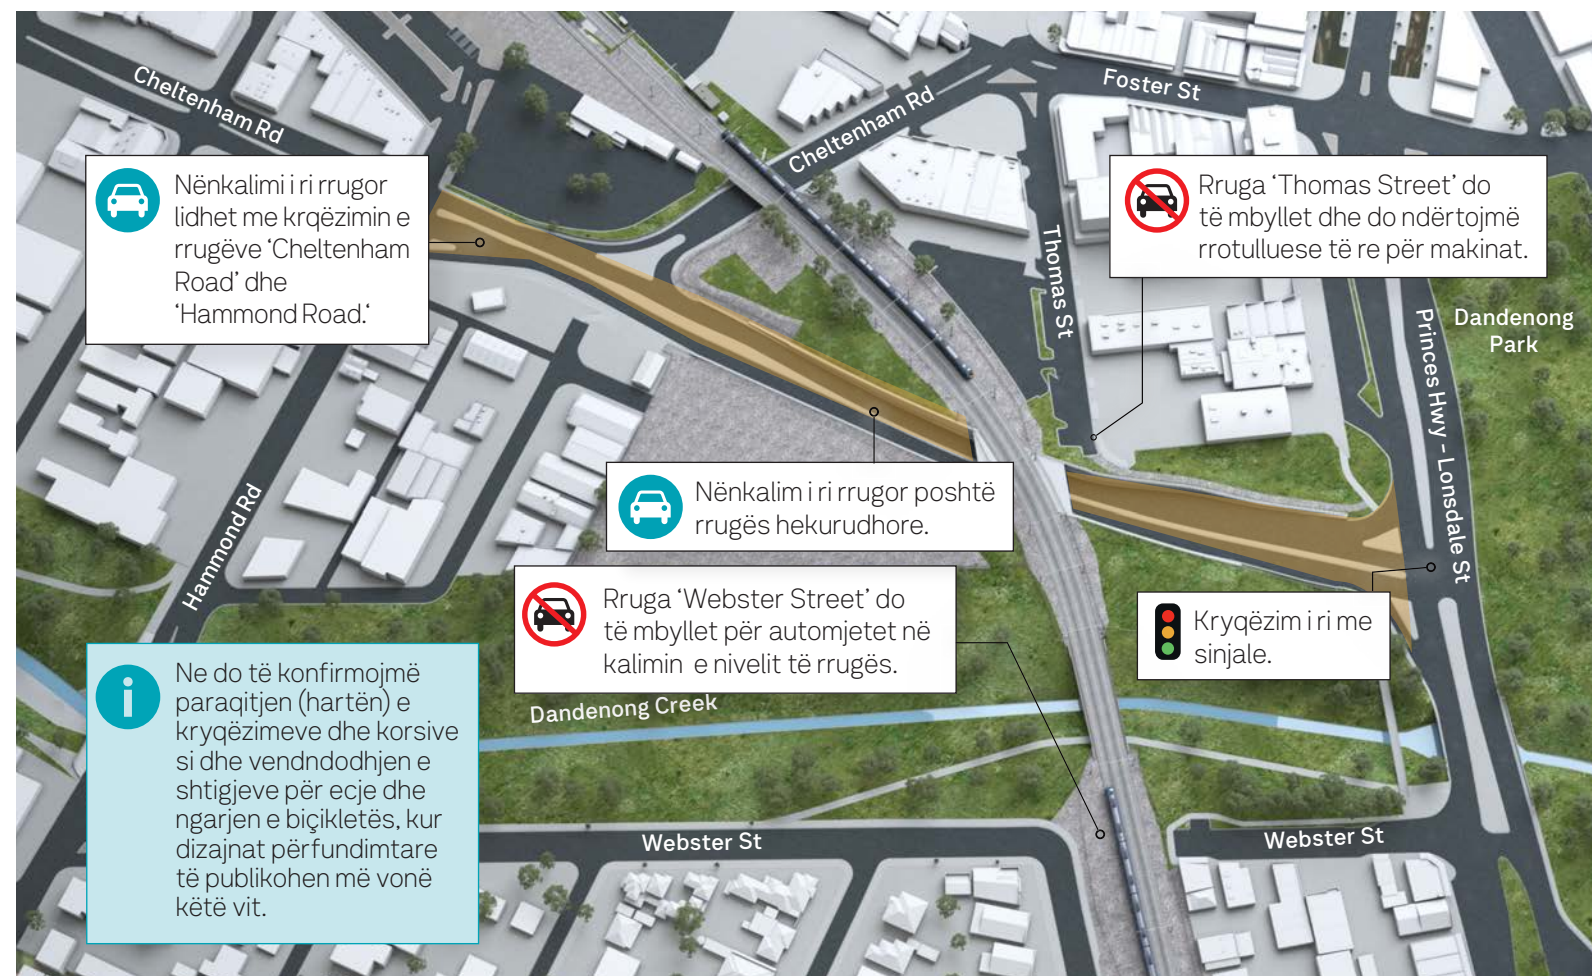 Cheltenham Rd
Foster St
Cheltenham Rd
Nënkalimi i ri rrugor
lidhet me krqëzimin e
rrugëve ‘Cheltenham
Road’ dhe
‘Hammond Road.‘
Rruga ‘Thomas Street’ do
të mbyllet dhe do ndërtojmë
rrotulluese të re për makinat.
Thomas St
Princes Hwy - Lonsdale St
Dandenong
Park
Nënkalim i ri rrugor poshtë
rrugës hekurudhore.
Hammond Rd
Rruga ‘Webster Street’ do
të mbyllet për automjetet në
kalimin e nivelit të rrugës.
Kryqëzim i ri me
sinjale.
Ne do të konfirmojmë
paraqitjen (hartën) e
kryqëzimeve dhe korsive
si dhe vendndodhjen e
shtigjeve për ecje dhe
ngarjen e biçikletës, kur
dizajnat përfundimtare
të publikohen më vonë
këtë vit.
Dandenong Creek
Webster St
Webster St